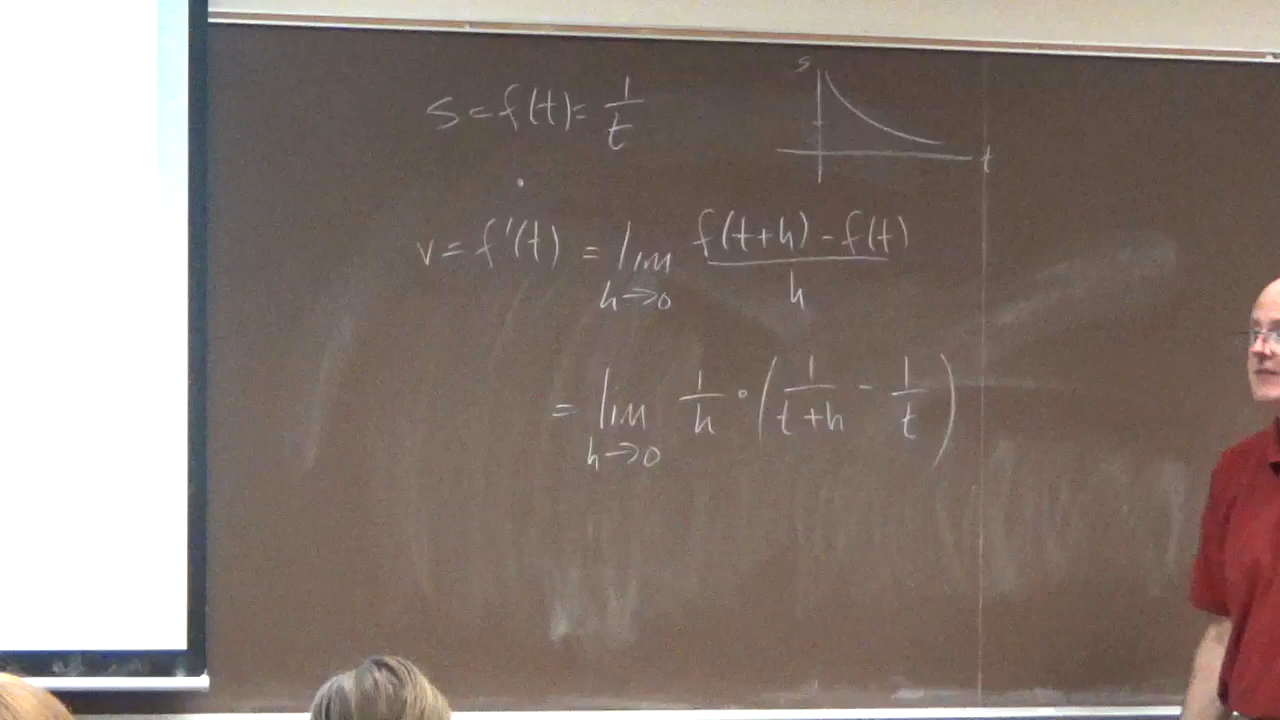 s = f(t) = 1/t
s
t
v = f'(t) = lim h→0 (f(t+h) - f(t))/h
= lim h→0 1/h · (1/(t+h) - 1/t)